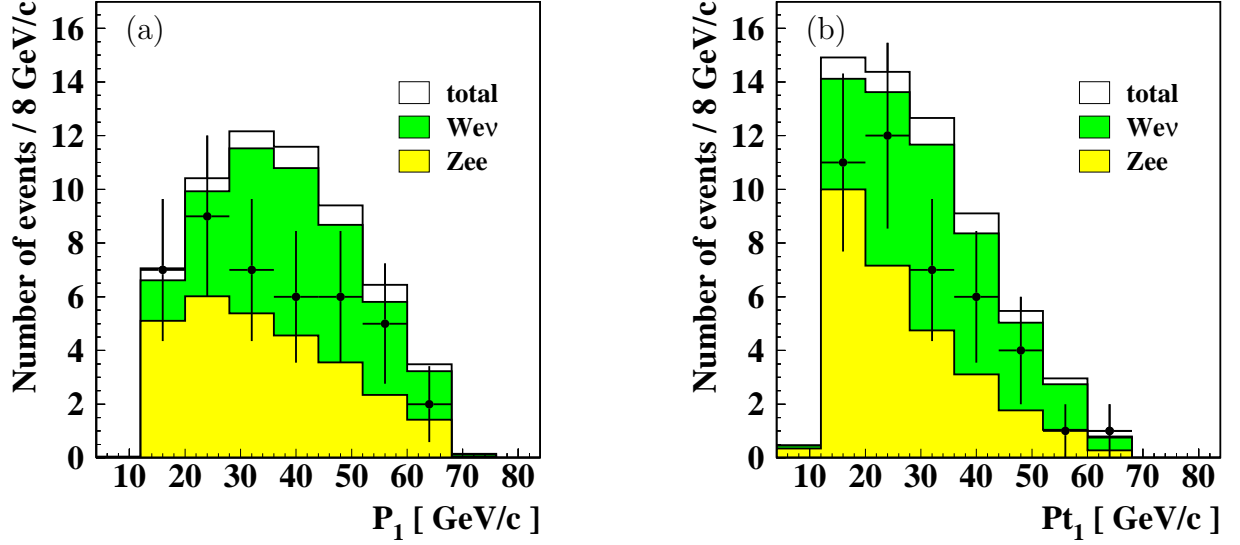 (a)
Number of events / 8 GeV/c
16
14
12
10
8
6
4
2
0
total
Weν
Zee
10 20 30 40 50 60 70 80
P1 [ GeV/c ]
(b)
Number of events / 8 GeV/c
16
14
12
10
8
6
4
2
0
total
Weν
Zee
10 20 30 40 50 60 70 80
Pt1 [ GeV/c ]